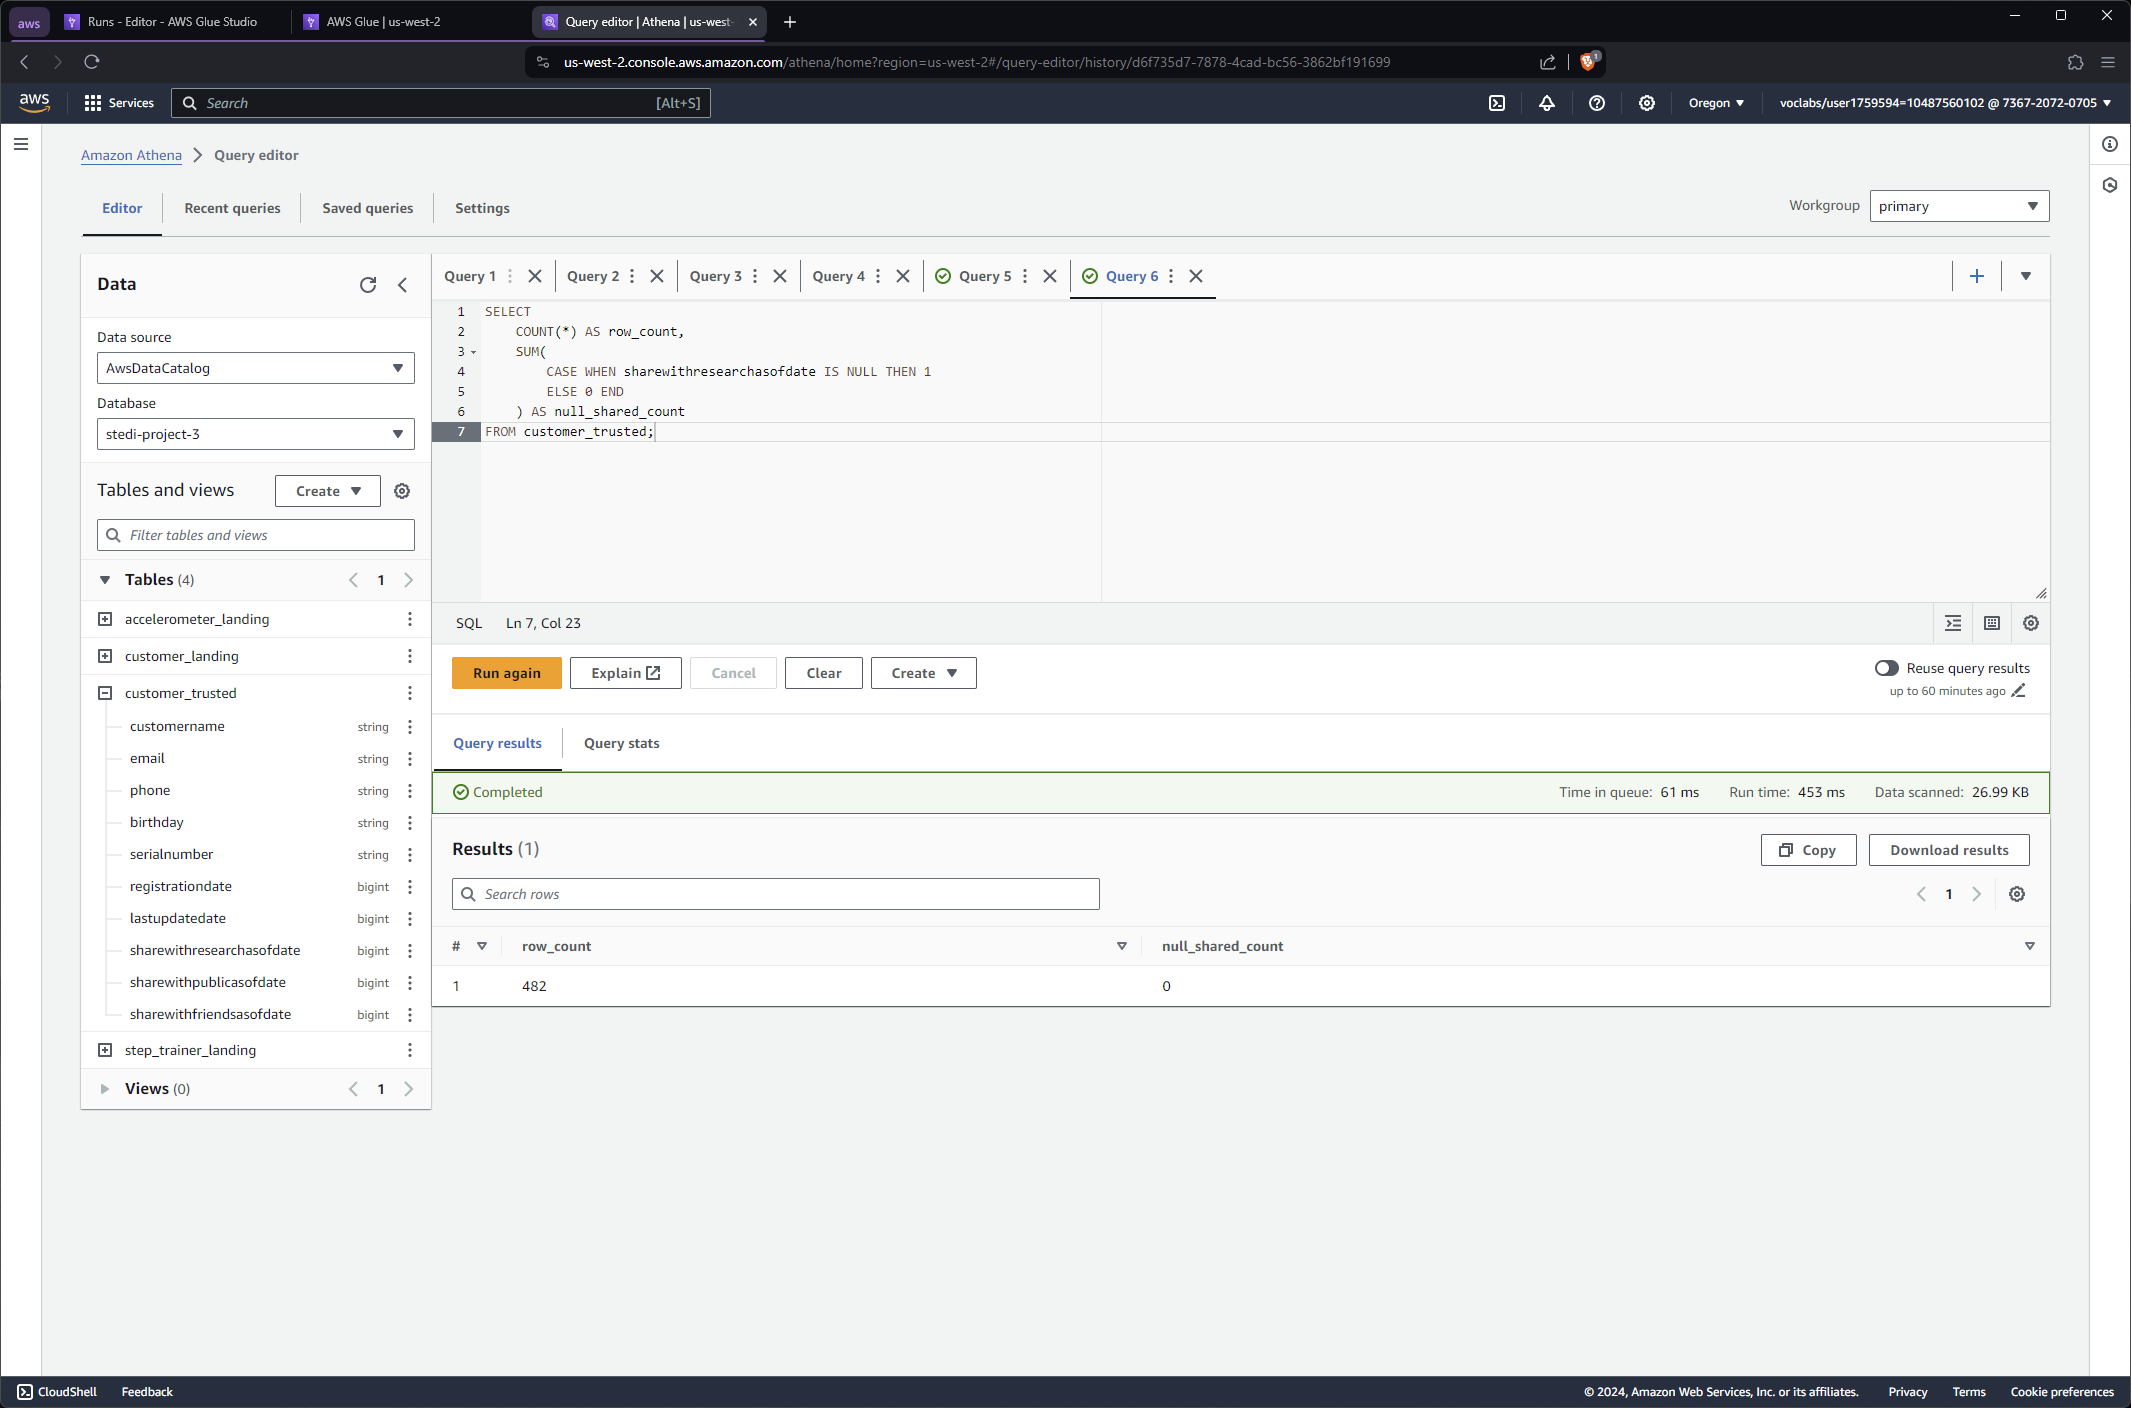 aws
Runs - Editor - AWS Glue Studio
AWS Glue | us-west-2
Query editor | Athena | us-west-
us-west-2.console.aws.amazon.com/athena/home?region=us-west-2#/query-editor/history/d6f735d7-7878-4cad-bc56-3862bf191699
1
aws
Services
Search
[Alt+S]
Oregon
voclabs/user1759594=10487560102 @ 7367-2072-0705
Amazon Athena
Query editor
Editor
Recent queries
Saved queries
Settings
Workgroup
primary
Data
Data source
AwsDataCatalog
Database
stedi-project-3
Tables and views
Create
Filter tables and views
Tables (4)
1
accelerometer_landing
customer_landing
customer_trusted
customername string
email string
phone string
birthday string
serialnumber string
registrationdate bigint
lastupdatedate bigint
sharewithresearchasofdate bigint
sharewithpublicasofdate bigint
sharewithfriendsasofdate bigint
step_trainer_landing
Views (0)
1
Query 1
Query 2
Query 3
Query 4
Query 5
Query 6
1 SELECT
2 COUNT(*) AS row_count,
3 SUM(
4 CASE WHEN sharewithresearchasofdate IS NULL THEN 1
5 ELSE 0 END
6 ) AS null_shared_count
7 FROM customer_trusted;
SQL
Ln 7, Col 23
Run again
Explain
Cancel
Clear
Create
Reuse query results
up to 60 minutes ago
Query results
Query stats
Completed
Time in queue: 61 ms
Run time: 453 ms
Data scanned: 26.99 KB
Results (1)
Copy
Download results
Search rows
1
# row_count null_shared_count
1 482 0
CloudShell
Feedback
© 2024, Amazon Web Services, Inc. or its affiliates.
Privacy
Terms
Cookie preferences